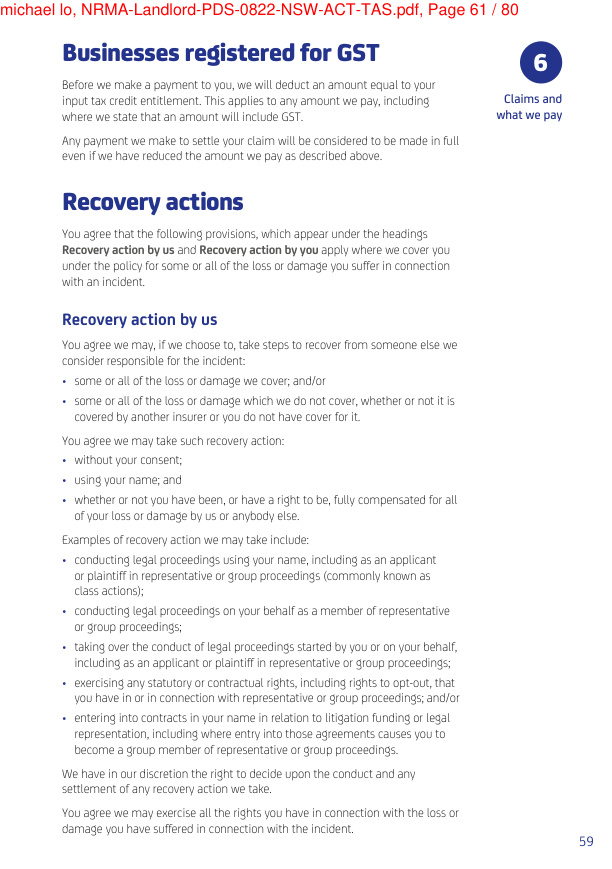 michael lo, NRMA-Landlord-PDS-0822-NSW-ACT-TAS.pdf, Page 61 / 80
Businesses registered for GST
Before we make a payment to you, we will deduct an amount equal to your
input tax credit entitlement. This applies to any amount we pay, including
where we state that an amount will include GST.
Any payment we make to settle your claim will be considered to be made in full
even if we have reduced the amount we pay as described above.
6
Claims and
what we pay
Recovery actions
You agree that the following provisions, which appear under the headings
Recovery action by us and Recovery action by you apply where we cover you
under the policy for some or all of the loss or damage you suffer in connection
with an incident.
Recovery action by us
You agree we may, if we choose to, take steps to recover from someone else we
consider responsible for the incident:
• some or all of the loss or damage we cover; and/or
• some or all of the loss or damage which we do not cover, whether or not it is
covered by another insurer or you do not have cover for it.
You agree we may take such recovery action:
• without your consent;
• using your name; and
• whether or not you have been, or have a right to be, fully compensated for all
of your loss or damage by us or anybody else.
Examples of recovery action we may take include:
• conducting legal proceedings using your name, including as an applicant
or plaintiff in representative or group proceedings (commonly known as
class actions);
• conducting legal proceedings on your behalf as a member of representative
or group proceedings;
• taking over the conduct of legal proceedings started by you or on your behalf,
including as an applicant or plaintiff in representative or group proceedings;
• exercising any statutory or contractual rights, including rights to opt-out, that
you have in or in connection with representative or group proceedings; and/or
• entering into contracts in your name in relation to litigation funding or legal
representation, including where entry into those agreements causes you to
become a group member of representative or group proceedings.
We have in our discretion the right to decide upon the conduct and any
settlement of any recovery action we take.
You agree we may exercise all the rights you have in connection with the loss or
damage you have suffered in connection with the incident.
59